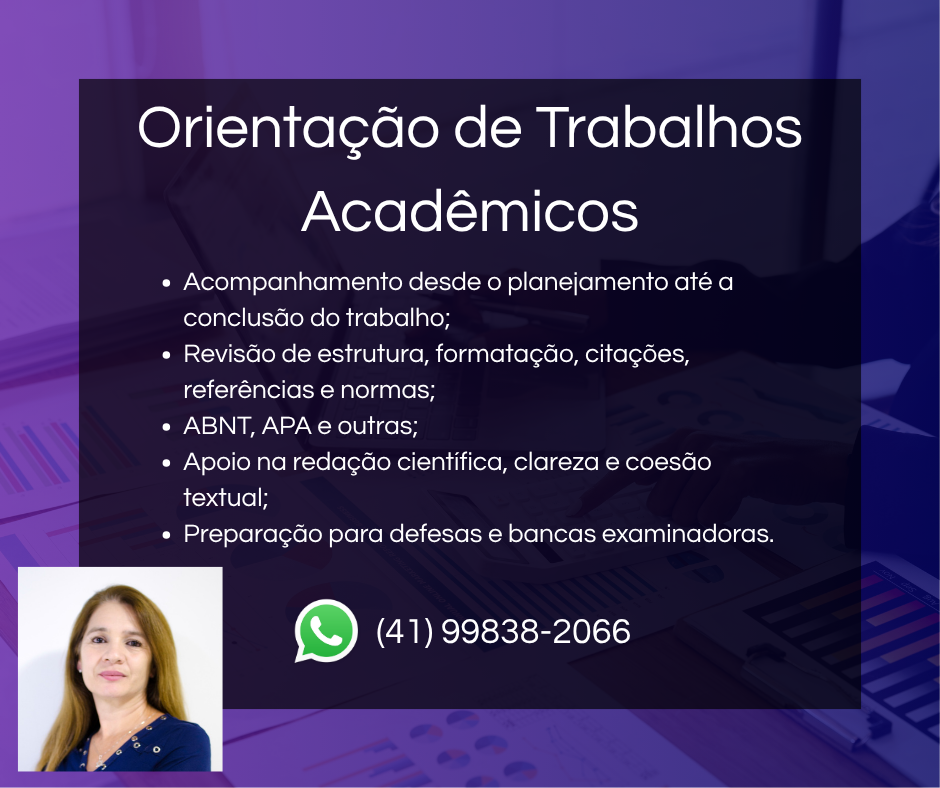 Orientação de Trabalhos
Acadêmicos
• Acompanhamento desde o planejamento até a
conclusão do trabalho;
• Revisão de estrutura, formatação, citações,
referências e normas;
• ABNT, APA e outras;
• Apoio na redação científica, clareza e coesão
textual;
• Preparação para defesas e bancas examinadoras.
(41) 99838-2066